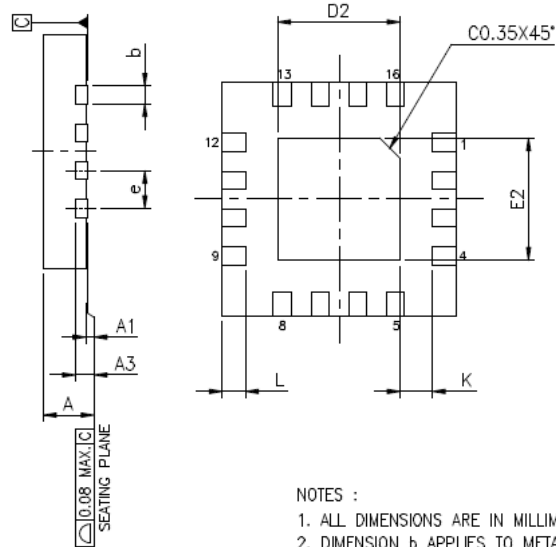 C
D2
C0.35X45°
b
13
16
12
1
e
E2
9
4
8
5
A1
A3
L
K
A
0.08 MAX. C
SEATING PLANE
NOTES :
1. ALL DIMENSIONS ARE IN MILLIM
2. DIMENSION b APPLIES TO META